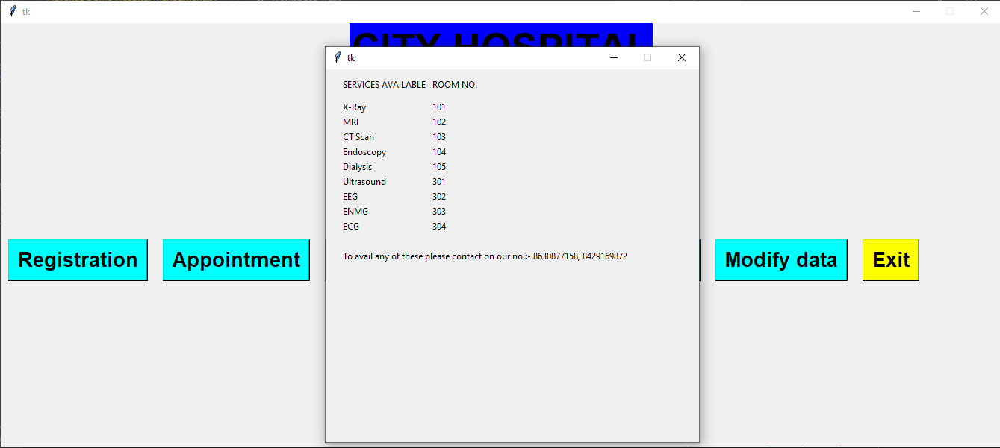 tk
CITY HOSPITAL
tk
SERVICES AVAILABLE ROOM NO.
X-Ray 101
MRI 102
CT Scan 103
Endoscopy 104
Dialysis 105
Ultrasound 301
EEG 302
ENMG 303
ECG 304
To avail any of these please contact on our no.:- 8630877158, 8429169872
Registration Appointment Modify data Exit